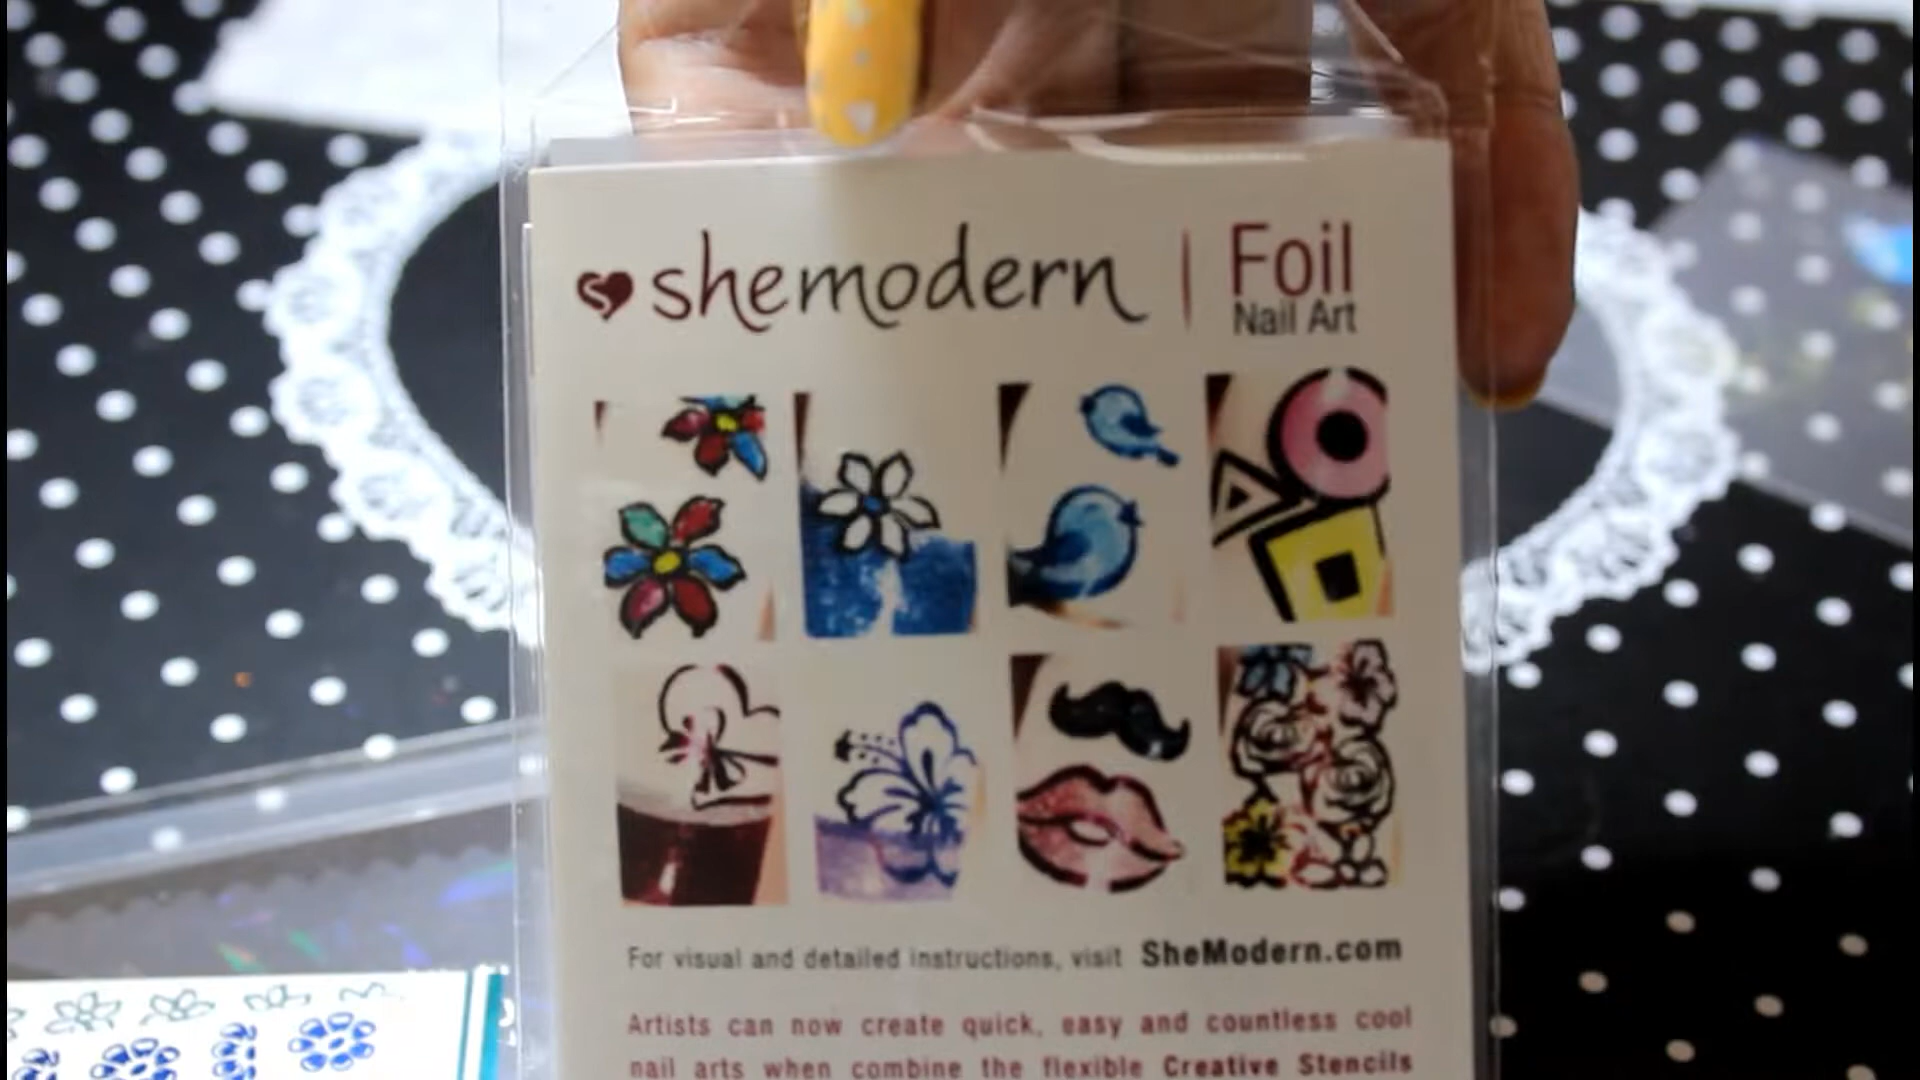 shemodern | Foil
Nail Art
For visual and detailed instructions, visit SheModern.com
Artists can now create quick, easy and countless cool
nail arts when combine the flexible Creative Stencils